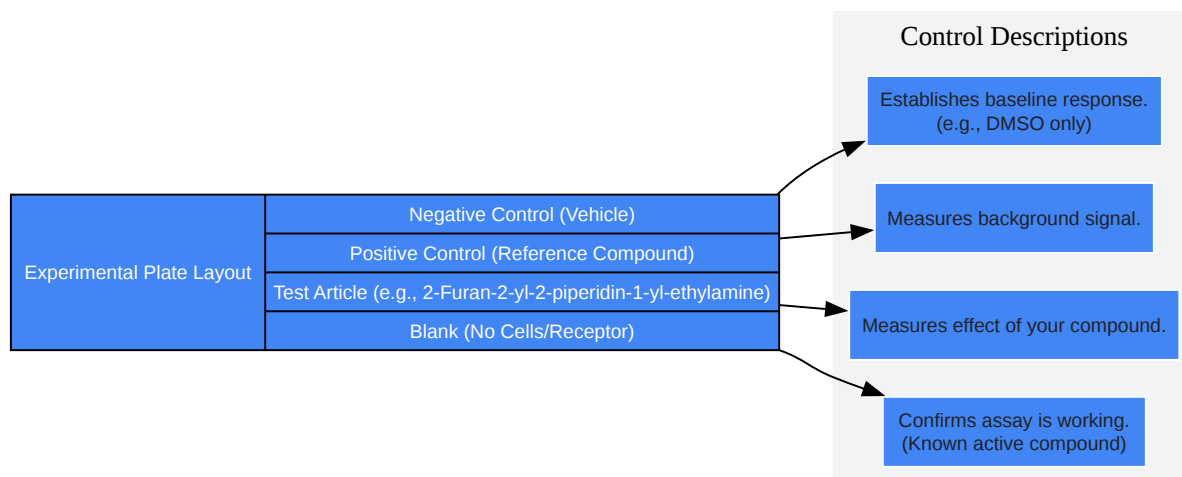 Control Descriptions
Establishes baseline response.
(e.g., DMSO only)
Measures background signal.
Measures effect of your compound.
Confirms assay is working.
(Known active compound)
Experimental Plate Layout
Negative Control (Vehicle)
Positive Control (Reference Compound)
Test Article (e.g., 2-Furan-2-yl-2-piperidin-1-yl-ethylamine)
Blank (No Cells/Receptor)